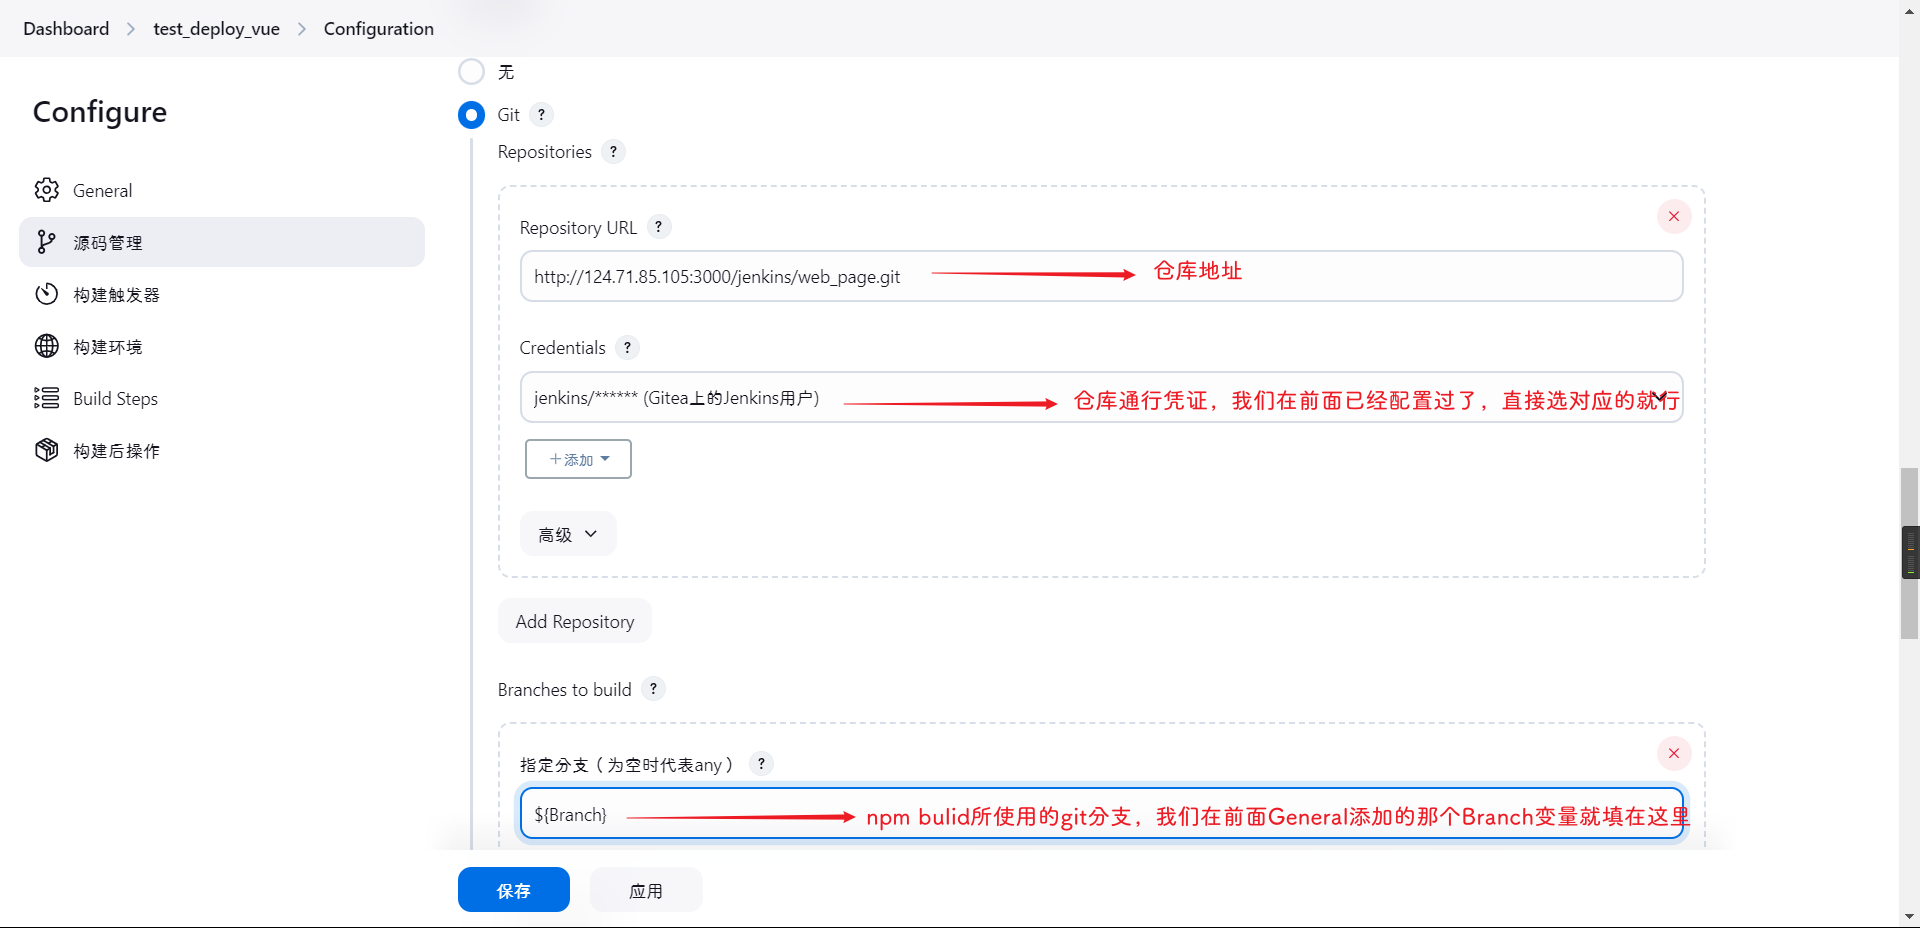 Dashboard > test_deploy_vue > Configuration
Configure
General
源码管理
构建触发器
构建环境
Build Steps
构建后操作
无
Git ?
Repositories ?
Repository URL ?
http://124.71.85.105:3000/jenkins/web_page.git 仓库地址
Credentials ?
jenkins/****** (Gitea上的Jenkins用户) 仓库通行凭证，我们在前面已经配置过了，直接选对应的就行
+添加
高级
Add Repository
Branches to build ?
指定分支（为空时代表any） ?
${Branch} npm bulid所使用的git分支，我们在前面General添加的那个Branch变量就填在这里
保存 应用